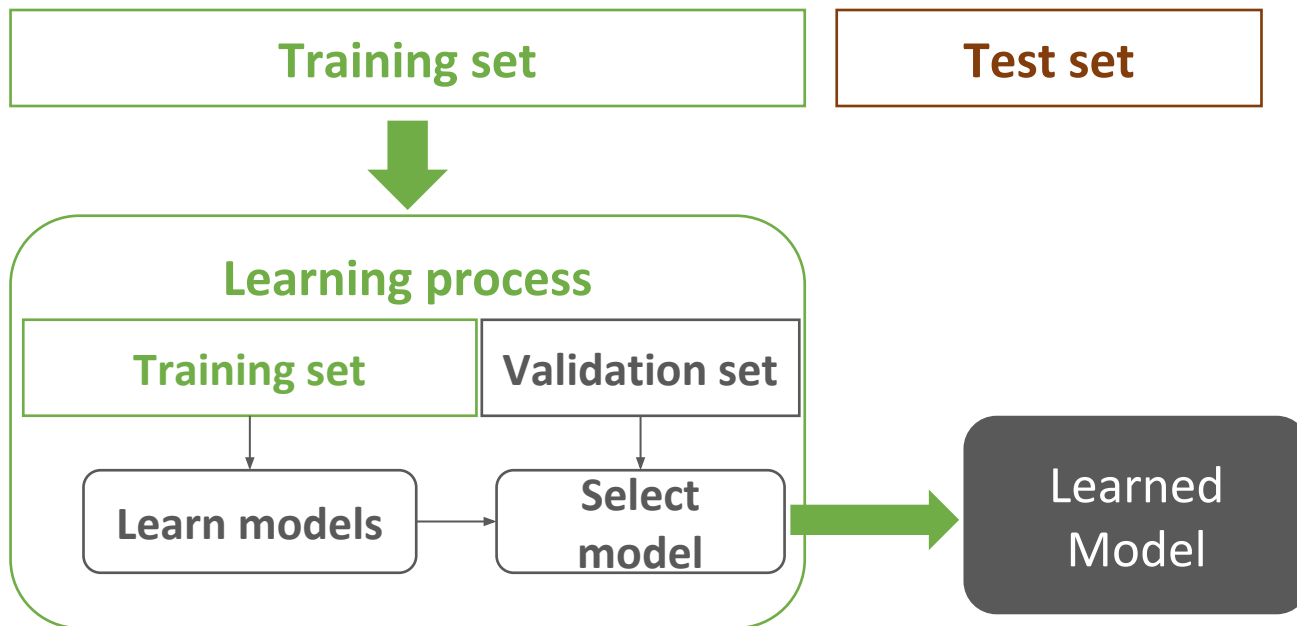 Training set
Test set
Learning process
Training set
Validation set
Learn models
Select
model
Learned
Model